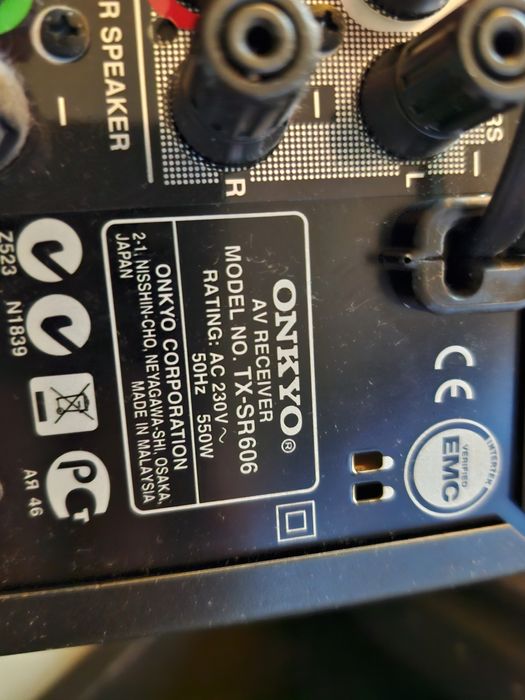 R SPEAKER
R
L
RS
ONKYO®
AV RECEIVER
MODEL NO. TX-SR606
RATING: AC 230V~
50Hz 550W
ONKYO CORPORATION
2-1, NISSHIN-CHO, NEYAGAWA-SHI, OSAKA,
JAPAN
MADE IN MALAYSIA
CE
INTERTEK
VERIFIED
EMC
Z523
N1839
РСТ
АЯ 46